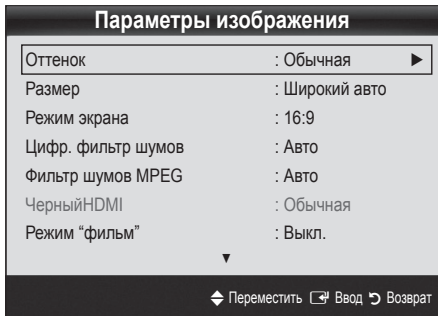 Параметры изображения
Оттенок : Обычная ►
Размер : Широкий авто
Режим экрана : 16:9
Цифр. фильтр шумов : Авто
Фильтр шумов MPEG : Авто
ЧерныйHDMI : Обычная
Режим “фильм” : Выкл.
▼
Переместить Ввод Возврат